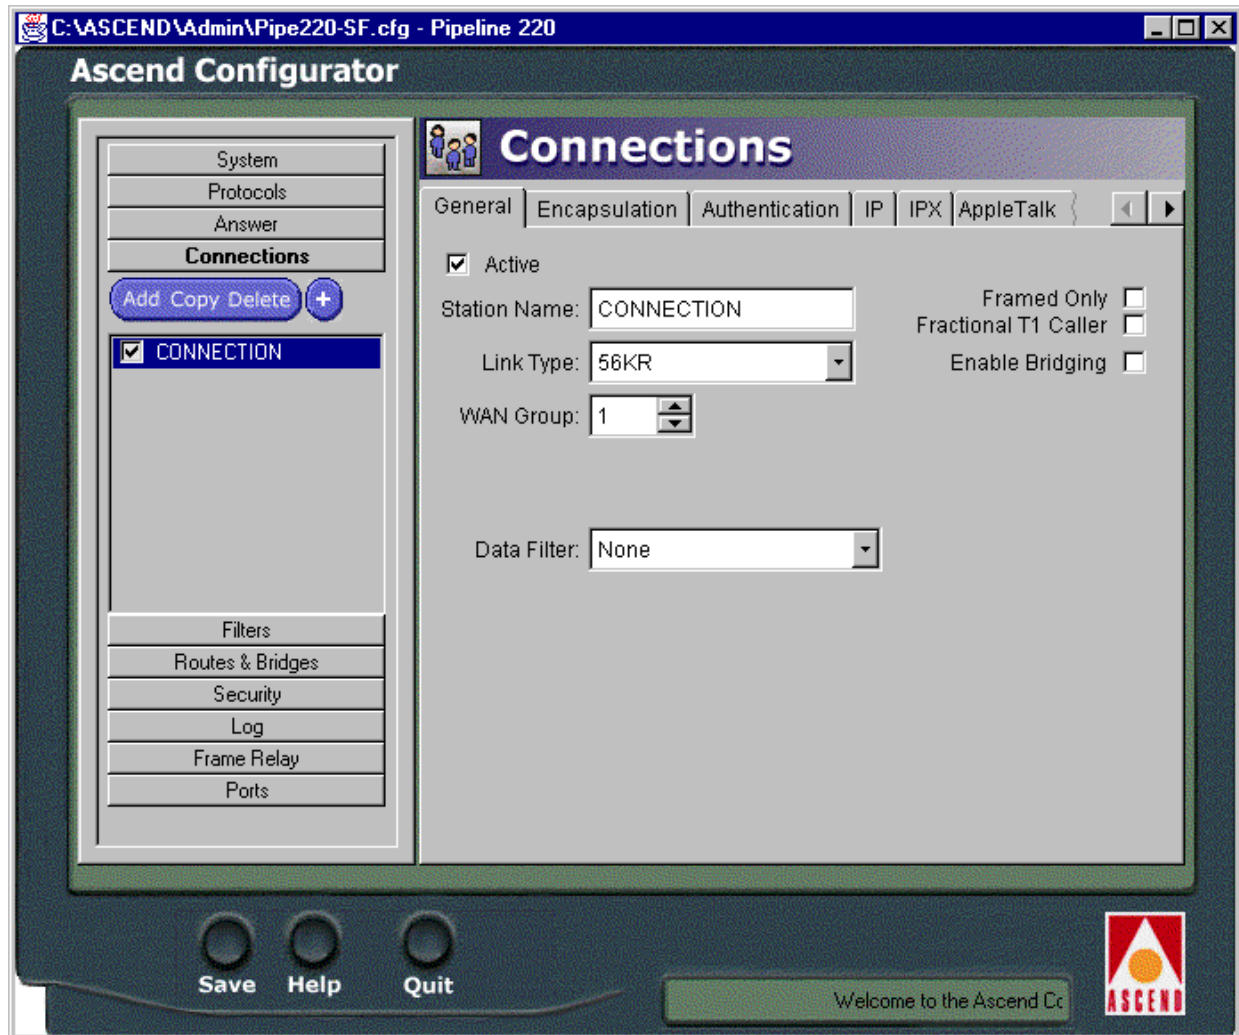 C:\ASCEND\Admin\Pipe220-SF.cfg - Pipeline 220
Ascend Configurator
System
Protocols
Answer
Connections
Add Copy Delete +
CONNECTION
Filters
Routes & Bridges
Security
Log
Frame Relay
Ports
Connections
General Encapsulation Authentication IP IPX AppleTalk
Active
Station Name: CONNECTION
Framed Only
Fractional T1 Caller
Link Type: 56KR
Enable Bridging
WAN Group: 1
Data Filter: None
Save Help Quit
Welcome to the Ascend Cc
ASCEND